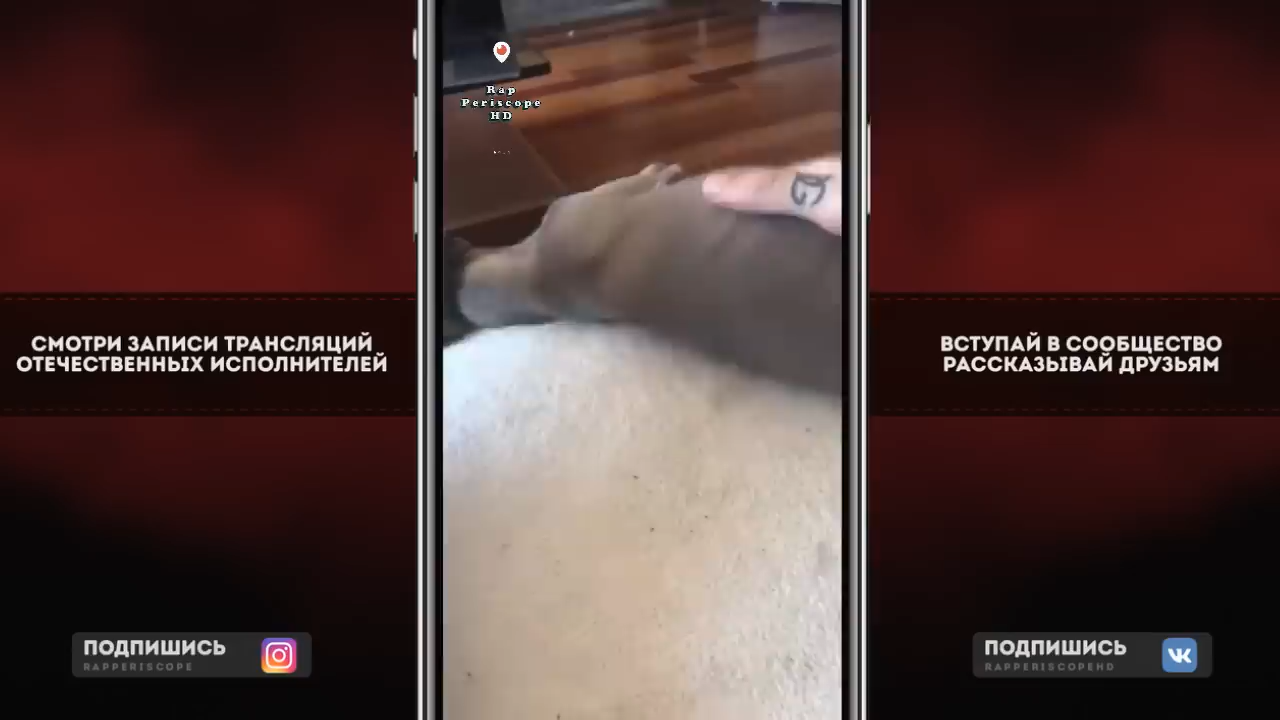 Rap
Periscope
HD
СМОТРИ ЗАПИСИ ТРАНСЛЯЦИЙ
ОТЕЧЕСТВЕННЫХ ИСПОЛНИТЕЛЕЙ
ВСТУПАЙ В СООБЩЕСТВО
РАССКАЗЫВАЙ ДРУЗЬЯМ
ПОДПИШИСЬ
RAPPERISCOPE
ПОДПИШИСЬ
RAPPERISCOPEHD